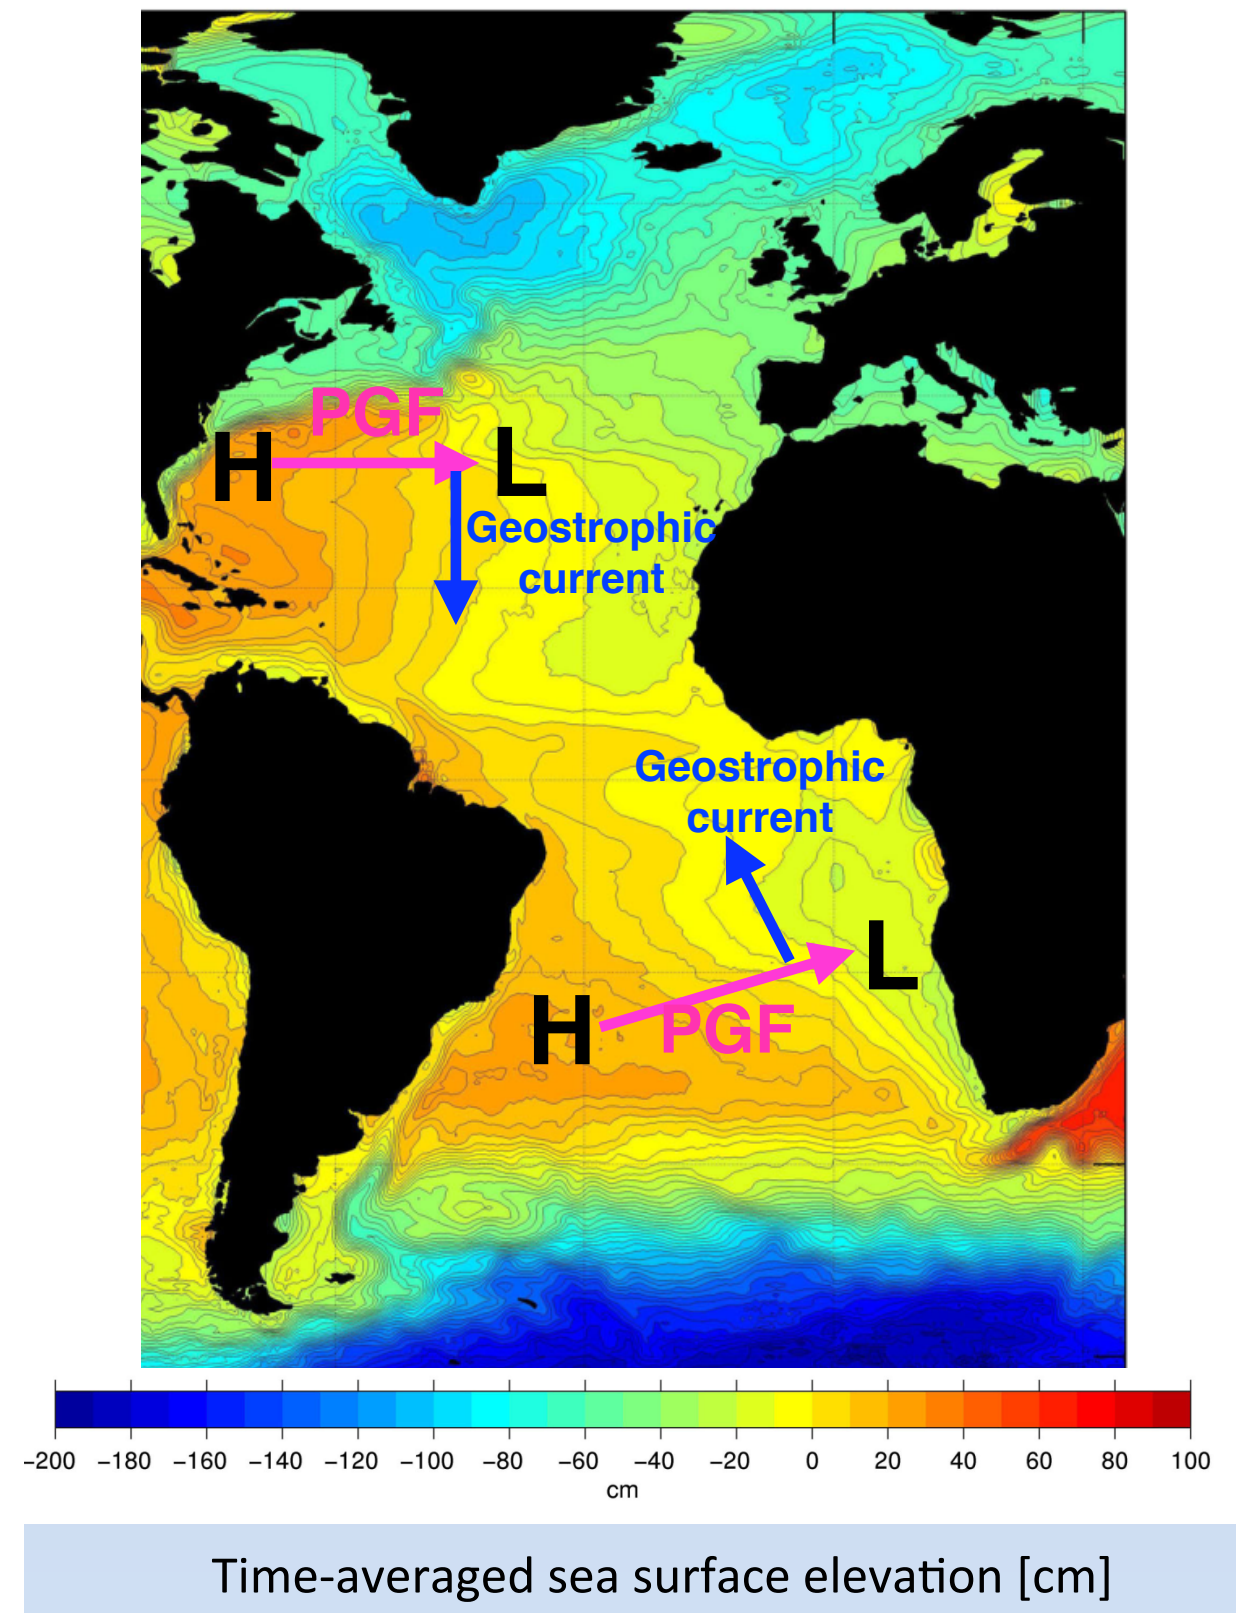 PGF
H
L
Geostrophic
current
Geostrophic
current
L
H
PGF
−200 −180 −160 −140 −120 −100 −80 −60 −40 −20 0 20 40 60 80 100
cm
Time-averaged sea surface elevation [cm]